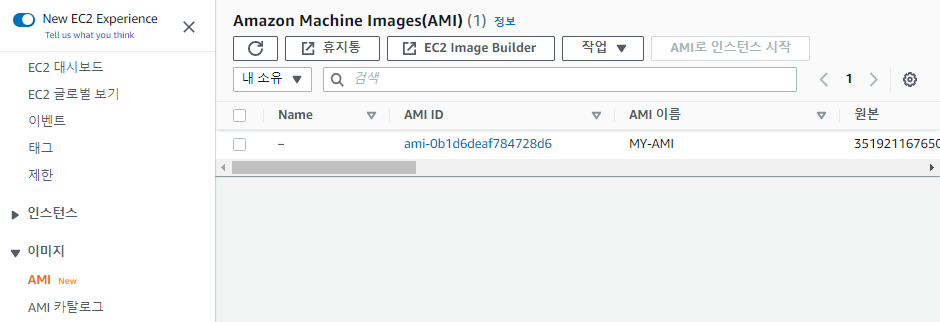 New EC2 Experience
Tell us what you think
EC2 대시보드
EC2 글로벌 보기
이벤트
태그
제한
인스턴스
이미지
AMI New
AMI 카탈로그
Amazon Machine Images(AMI) (1) 정보
휴지통 EC2 Image Builder 작업 AMI로 인스턴스 시작
내 소유 검색 1
Name AMI ID AMI 이름 원본
– ami-0b1d6deaf784728d6 MY-AMI 351921167650